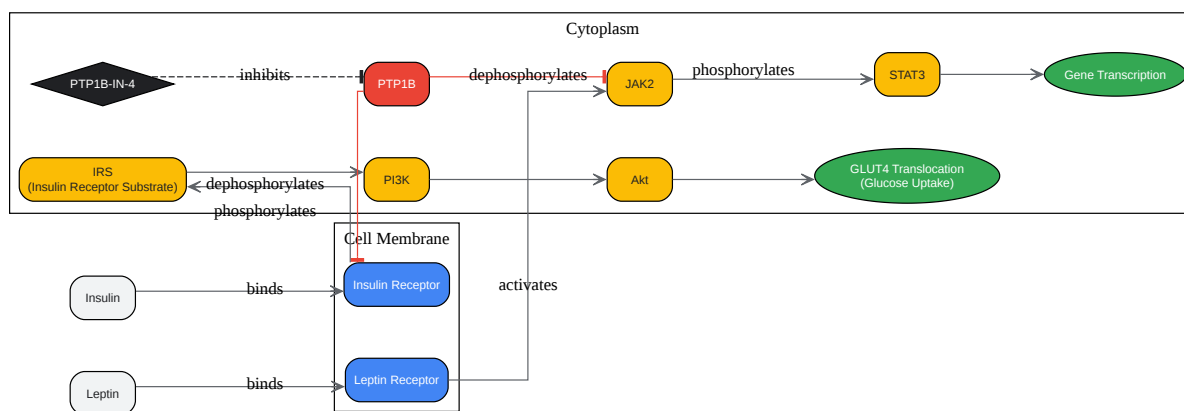 Cytoplasm
PTP1B-IN-4
inhibits
PTP1B
dephosphorylates
JAK2
phosphorylates
STAT3
Gene Transcription
IRS
(Insulin Receptor Substrate)
dephosphorylates
phosphorylates
PI3K
Akt
GLUT4 Translocation
(Glucose Uptake)
Cell Membrane
Insulin
binds
Insulin Receptor
activates
Leptin
binds
Leptin Receptor